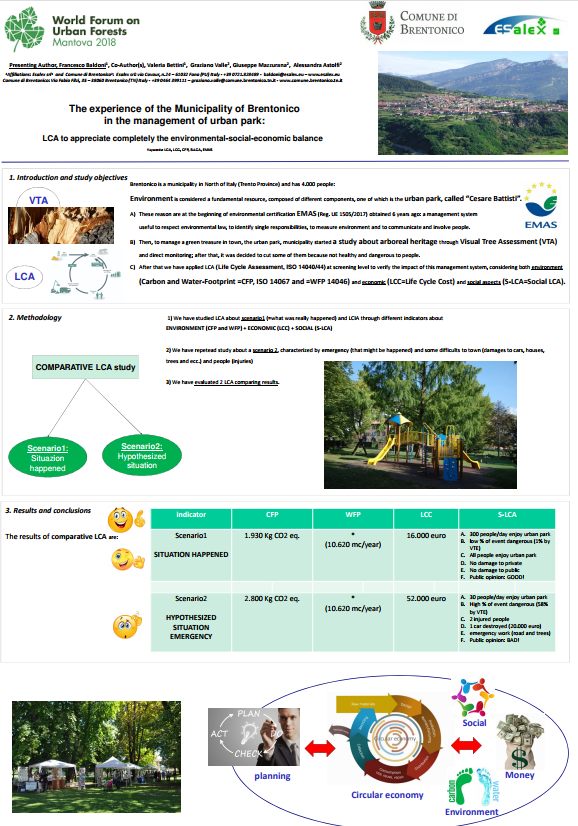 World Forum on
Urban Forests
Mantova 2018
COMUNE DI
BRENTONICO
ESalex
Presenting Author, Francesco Baldoni¹, Co-Author(s), Valeria Bettini¹, Graziano Valle², Giuseppe Mazzurana², Alessandra Astolfi²
The experience of the Municipality of Brentonico
in the management of urban park:
LCA to appreciate completely the environmental-social-economic balance
Keywords: LCA, LCC, CFP, S-LCA, EMAS
1. Introduction and study objectives
VTA
LCA
Brentonico is a municipality in North of Italy (Trento Province) and has 4.000 people:
Environment is considered a fundamental resource, composed of different components, one of which is the urban park, called "Cesare Battisti".
A) These reason are at the beginning of environmental certification EMAS (Reg. UE 1505/2017) obtained 6 years ago: a management system
useful to respect environmental law, to identify single responsibilities, to measure environment and to communicate and involve people.
B) Then, to manage a green treasure in town, the urban park, municipality started a study about arboreal heritage through Visual Tree Assessment (VTA)
and direct monitoring; after that, it was decided to cut some of them because not healthy and dangerous to people.
C) After that we have applied LCA (Life Cycle Assessment, ISO 14040/44) at screening level to verify the impact of this management system, considering both environment
(Carbon and Water-Footprint =CFP, ISO 14067 and =WFP 14046) and economic (LCC=Life Cycle Cost) and social aspects (S-LCA=Social LCA).
EMAS
2. Methodology
COMPARATIVE LCA study
Scenario1:
Situazion
happened
Scenario2:
Hypothesized
situation
1) We have studied LCA about scenario1 (=what was really happened) and LCIA through different indicators about
ENVIRONMENT (CFP and WFP) + ECONOMIC (LCC) + SOCIAL (S-LCA)
2) We have repetead study about a scenario 2, characterized by emergency (that might be happened) and some difficulties to town (damages to cars, houses,
trees and ecc.) and people (injuries)
3) We have evaluated 2 LCA comparing results.
3. Results and conclusions
The results of comparative LCA are:
Indicator CFP WFP LCC S-LCA
Scenario1
SITUATION HAPPENED
1.930 Kg CO2 eq.
*
(10.620 mc/year)
16.000 euro
A. 300 people/day enjoy urban park
B. low % of event dangerous (1% by
VTE)
C. All people enjoy urban park
D. No damage to private
E. No damage to public
F. Public opinion: GOOD!
Scenario2
HYPOTHESIZED
SITUATION
EMERGENCY
2.800 Kg CO2 eq.
*
(10.620 mc/year)
52.000 euro
A. 30 people/day enjoy urban park
B. High % of event dangerous (58%
by VTE)
C. 2 injured people
D. 1 car destroyed (20.000 euro)
E. emergency work (road and trees)
F. Public opinion: BAD!
PLAN
ACT
DO
CHECK
planning
Circular economy
Circular economy
Social
Money
carbon
water
Environment